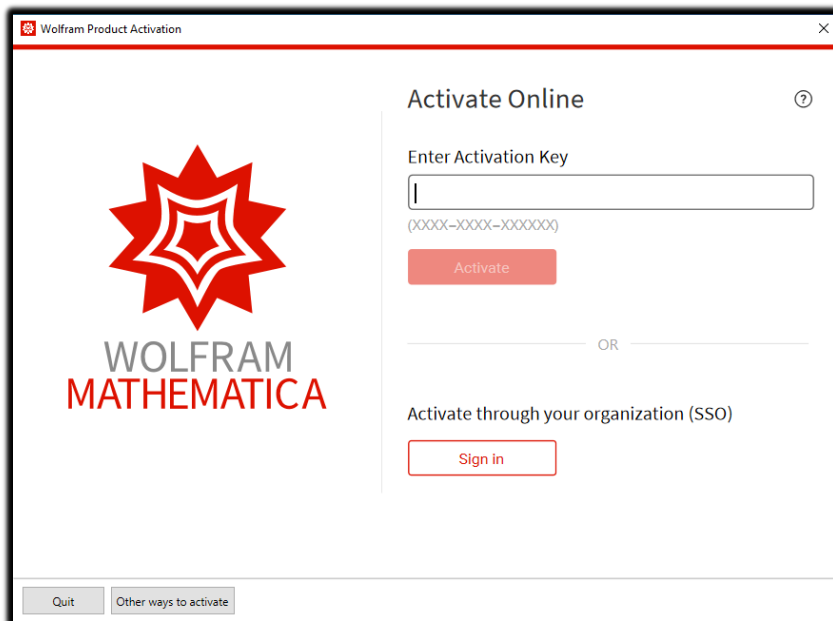 Wolfram Product Activation
Activate Online
?
Enter Activation Key
(XXXX–XXXX–XXXXXX)
Activate
OR
Activate through your organization (SSO)
Sign in
WOLFRAM
MATHEMATICA
Quit
Other ways to activate